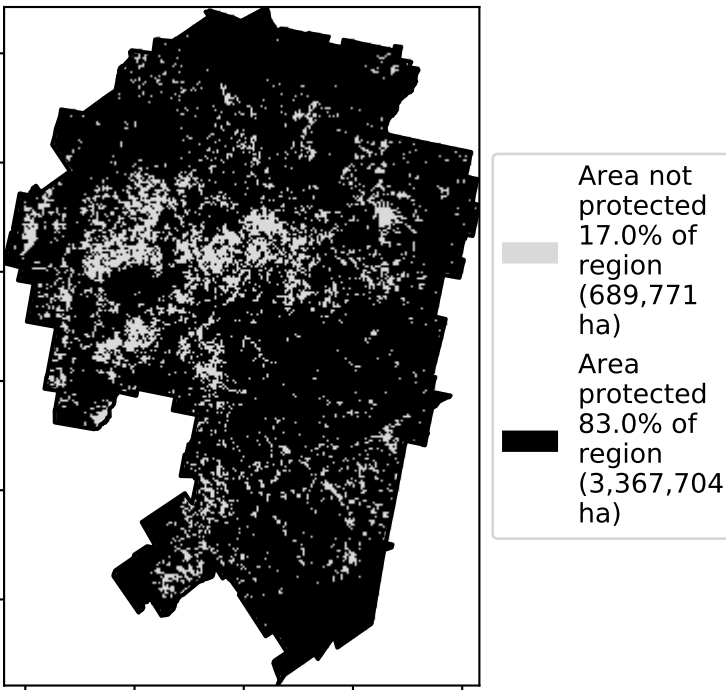 Area not
protected
17.0% of
region
(689,771
ha)
Area
protected
83.0% of
region
(3,367,704
ha)